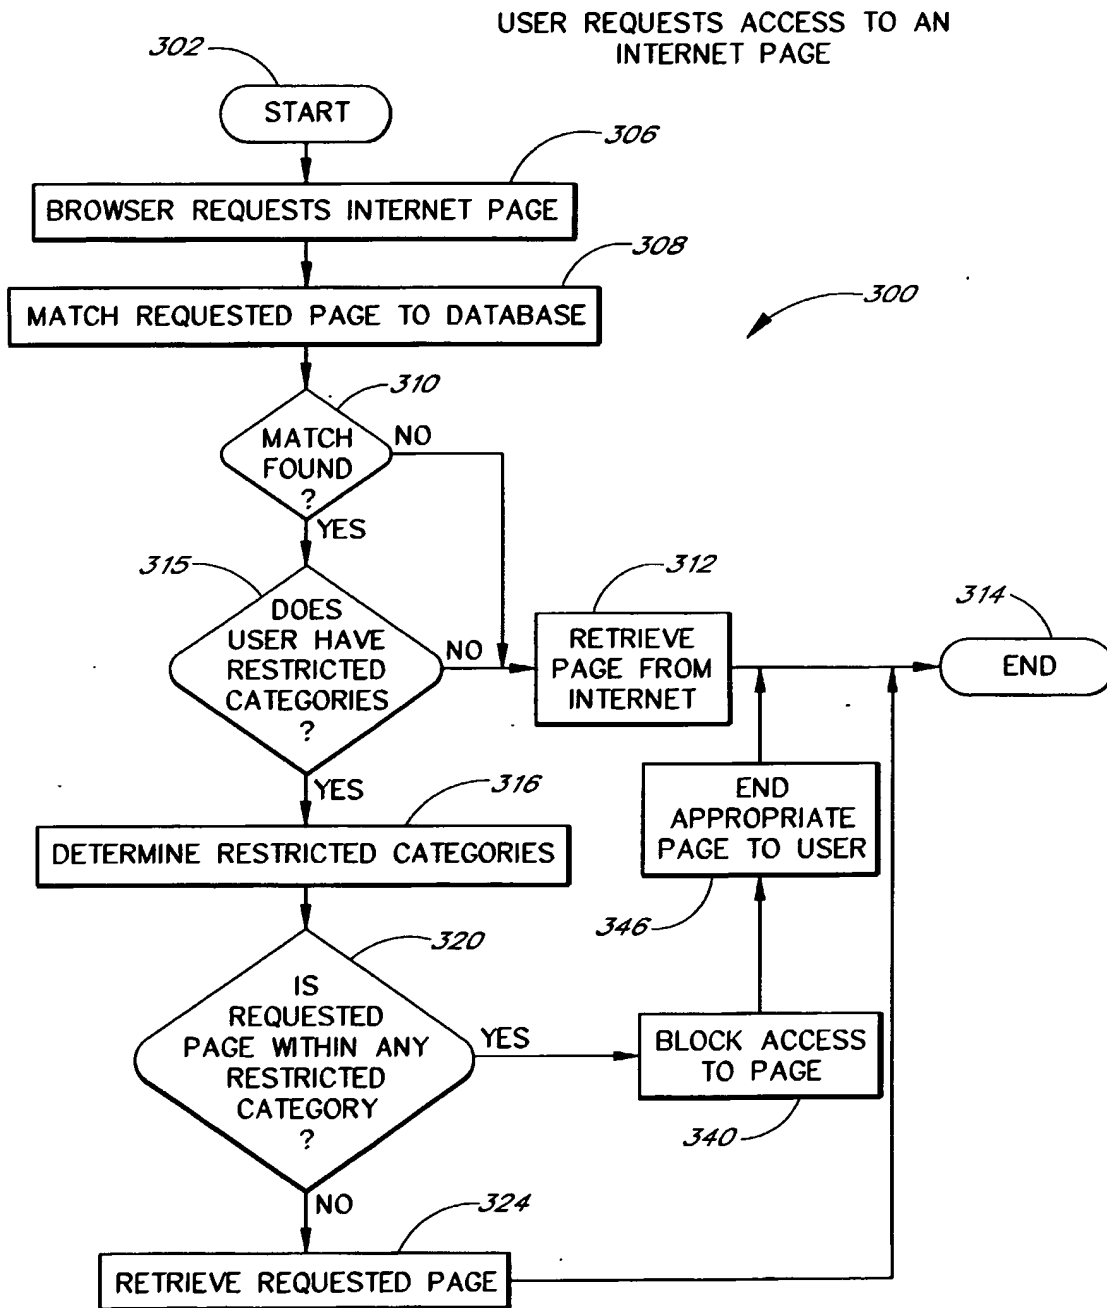 USER REQUESTS ACCESS TO AN
INTERNET PAGE
302
START
306
BROWSER REQUESTS INTERNET PAGE
308
MATCH REQUESTED PAGE TO DATABASE
300
310
MATCH
FOUND
?
NO
YES
315
DOES
USER HAVE
RESTRICTED
CATEGORIES
?
NO
YES
312
RETRIEVE
PAGE FROM
INTERNET
314
END
316
DETERMINE RESTRICTED CATEGORIES
END
APPROPRIATE
PAGE TO USER
346
320
IS
REQUESTED
PAGE WITHIN ANY
RESTRICTED
CATEGORY
?
YES
NO
BLOCK ACCESS
TO PAGE
340
324
RETRIEVE REQUESTED PAGE